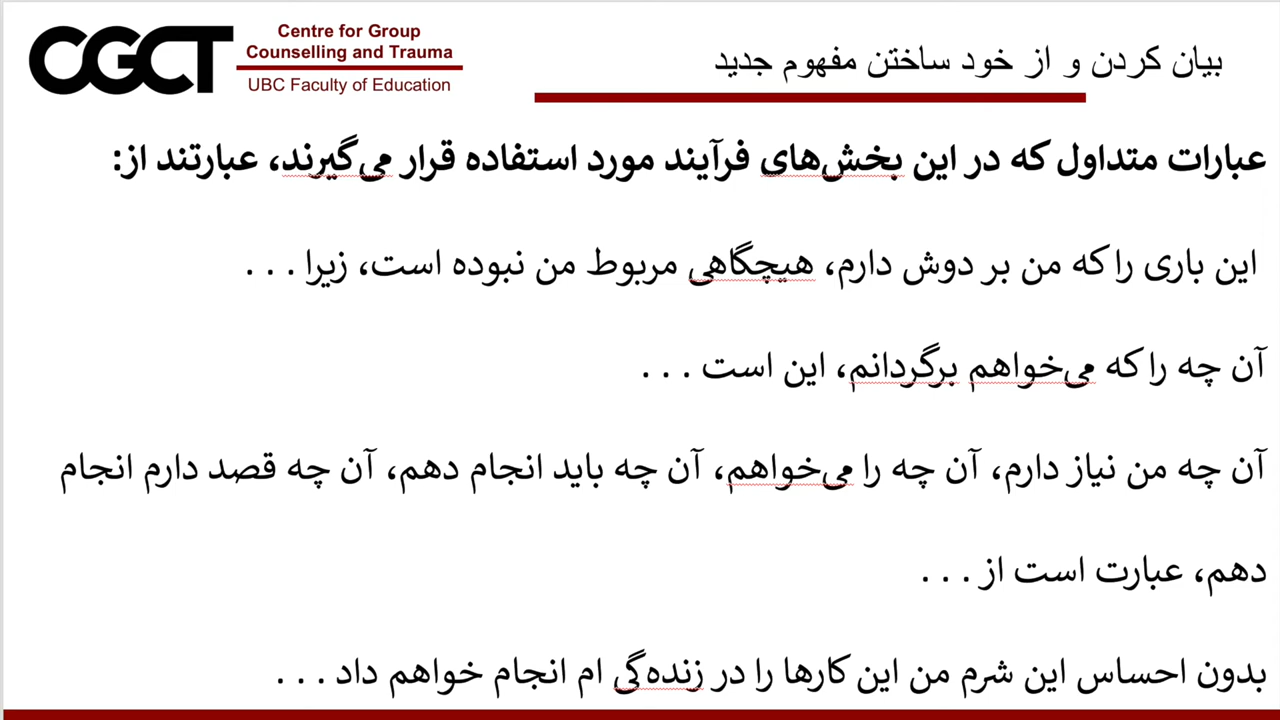 CGCT
Centre for Group
Counselling and Trauma
UBC Faculty of Education
بیان کردن و از خود ساختن مفهوم جدید
عبارات متداول که در این بخش‌های فرآیند مورد استفاده قرار می‌گیرند، عبارتند از:
این باری را که من بر دوش دارم، هیچگاهی مربوط من نبوده است، زیرا . . .
آن چه را که می‌خواهم برگردانم، این است . . .
آن چه من نیاز دارم، آن چه را می‌خواهم، آن چه باید انجام دهم، آن چه قصد دارم انجام
دهم، عبارت است از . . .
بدون احساس این شرم من این کارها را در زنده‌گی ام انجام خواهم داد . . .